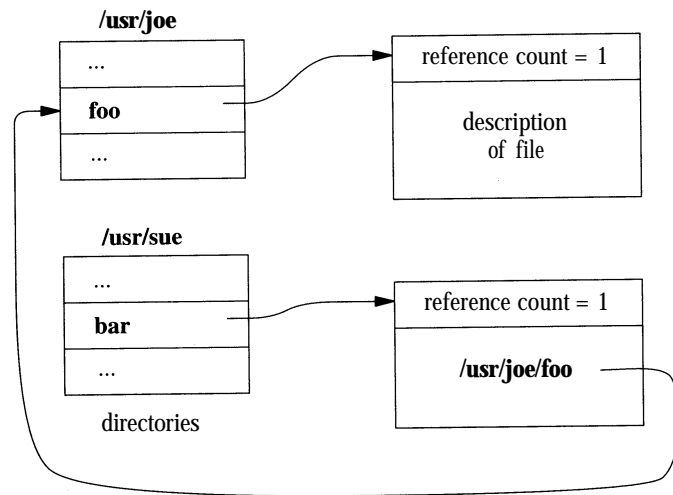 /usr/joe
...
foo
...
reference count = 1
description
of file
/usr/sue
...
bar
...
directories
reference count = 1
/usr/joe/foo